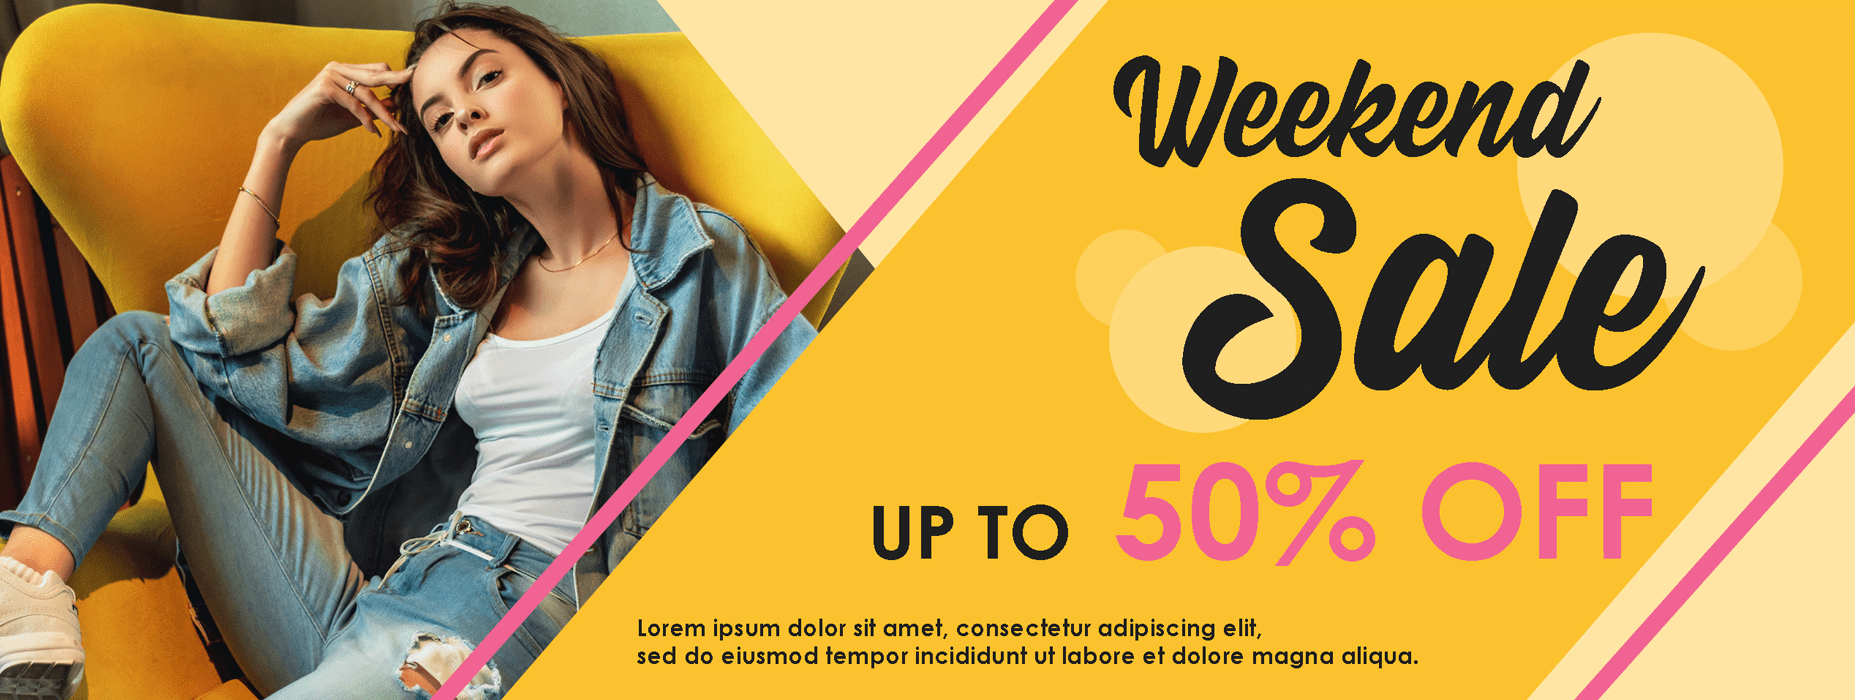 Weekend
Sale
UP TO 50% OFF
Lorem ipsum dolor sit amet, consectetur adipiscing elit,
sed do eiusmod tempor incididunt ut labore et dolore magna aliqua.